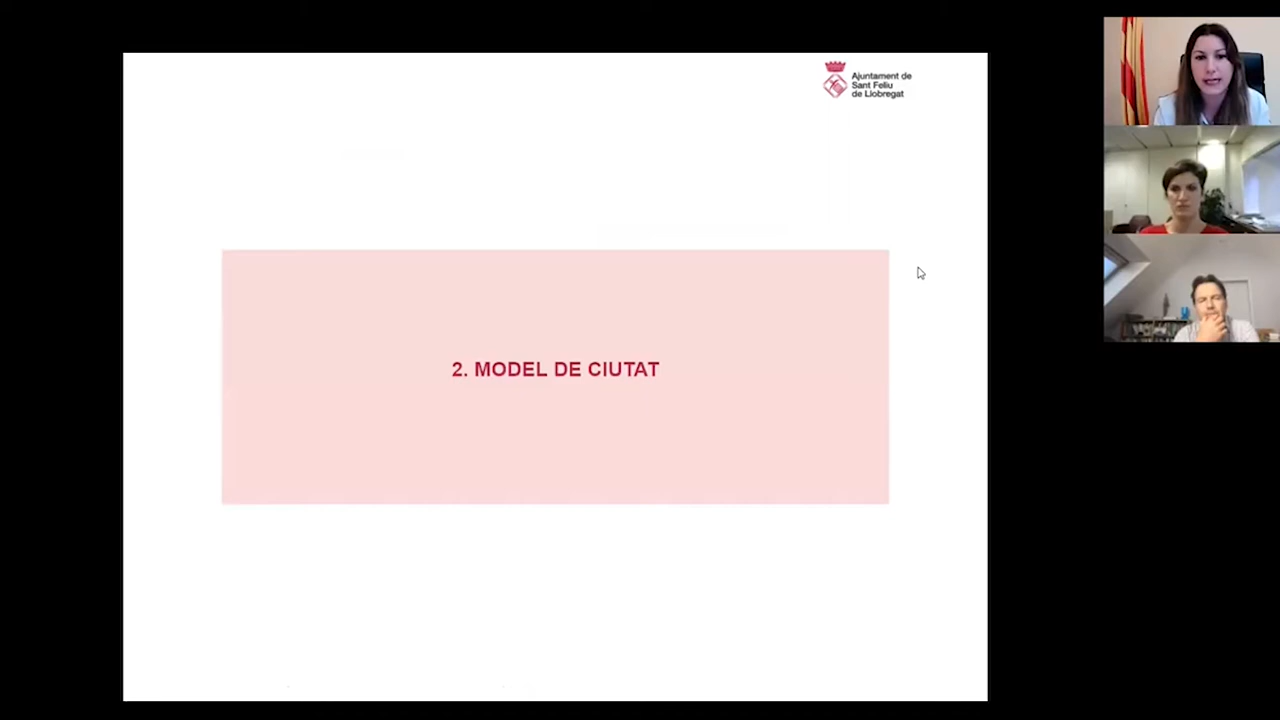 Ajuntament de
Sant Feliu
de Llobregat
2. MODEL DE CIUTAT